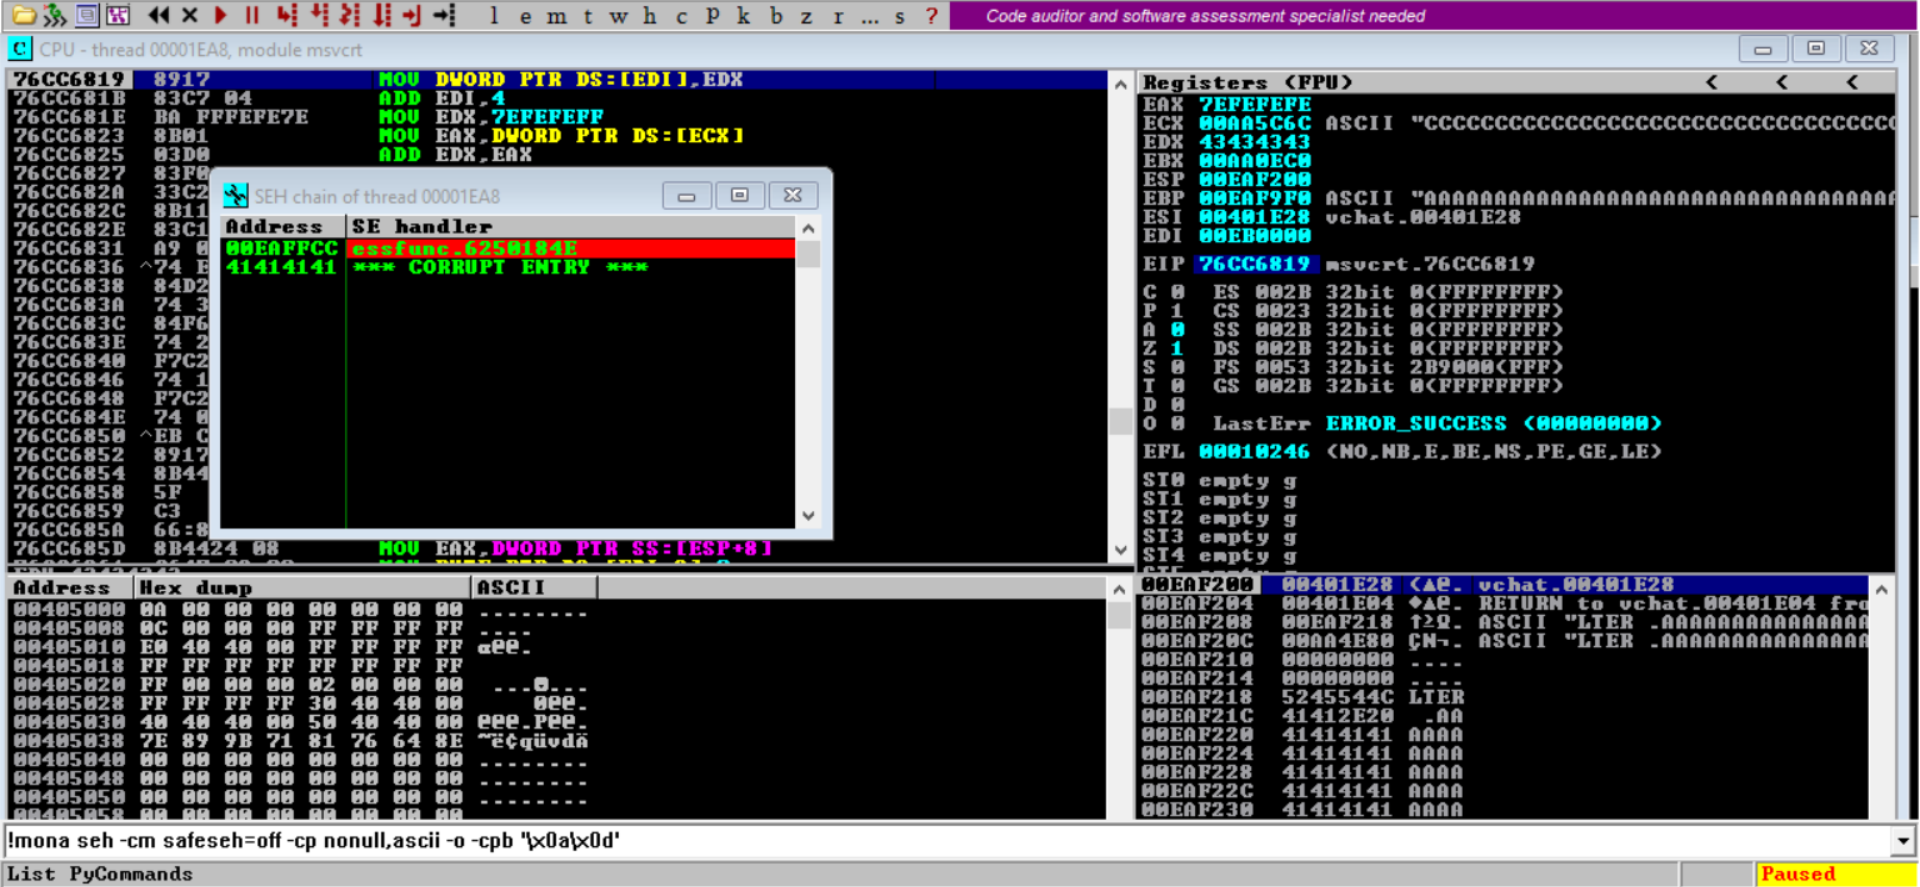 l e m t w h c P k b z r ... s ?
Code auditor and software assessment specialist needed
C CPU - thread 00001EA8, module msvcrt
76CC6819 8917 MOV DWORD PTR DS:[EDI],EDX
76CC681B 83C7 04 ADD EDI,4
76CC681E BA FFFEFE7E MOV EDX,7EFEFEFF
76CC6823 8B01 MOV EAX,DWORD PTR DS:[ECX]
76CC6825 03D0 ADD EDX,EAX
76CC6827 83F0
76CC682A 33C2
76CC682C 8B11
76CC682E 83C1
76CC6831 A9 0
76CC6836 ^74 E
76CC6838 84D2
76CC683A 74 3
76CC683C 84F6
76CC683E 74 2
76CC6840 F7C2
76CC6846 74 1
76CC6848 F7C2
76CC684E 74 0
76CC6850 ^EB C
76CC6852 8917
76CC6854 8B44
76CC6858 5F
76CC6859 C3
76CC685A 66:8
76CC685D 8B4424 08 MOV EAX,DWORD PTR SS:[ESP+8]
SEH chain of thread 00001EA8
Address SE handler
00EAFFCC essfunc.6250184E
41414141 *** CORRUPT ENTRY ***
Registers (FPU) < < <
EAX 7EFEFEFE
ECX 00AA5C6C ASCII "CCCCCCCCCCCCCCCCCCCCCCCCCCCCCCCCCC
EDX 43434343
EBX 00AA0EC0
ESP 00EAF200
EBP 00EAF9F0 ASCII "AAAAAAAAAAAAAAAAAAAAAAAAAAAAAAAAAA
ESI 00401E28 vchat.00401E28
EDI 00EB0000
EIP 76CC6819 msvcrt.76CC6819
C 0 ES 002B 32bit 0(FFFFFFFF)
P 1 CS 0023 32bit 0(FFFFFFFF)
A 0 SS 002B 32bit 0(FFFFFFFF)
Z 1 DS 002B 32bit 0(FFFFFFFF)
S 0 FS 0053 32bit 2B9000(FFF)
T 0 GS 002B 32bit 0(FFFFFFFF)
D 0
O 0 LastErr ERROR_SUCCESS (00000000)
EFL 00010246 (NO,NB,E,BE,NS,PE,GE,LE)
ST0 empty g
ST1 empty g
ST2 empty g
ST3 empty g
ST4 empty g
Address Hex dump ASCII
00405000 0A 00 00 00 00 00 00 00 ........
00405008 0C 00 00 00 FF FF FF FF ....
00405010 E0 40 40 00 FF FF FF FF α@@.
00405018 FF FF FF FF FF FF FF FF
00405020 FF 00 00 00 02 00 00 00 ...☻...
00405028 FF FF FF FF 30 40 40 00 0@@.
00405030 40 40 40 00 50 40 40 00 @@@.P@@.
00405038 7E 89 9B 71 81 76 64 8E ~ë¢qüvdÄ
00405040 00 00 00 00 00 00 00 00 ........
00405048 00 00 00 00 00 00 00 00 ........
00405050 00 00 00 00 00 00 00 00 ........
00405058 00 00 00 00 00 00 00 00
00EAF200 00401E28 (▲@. vchat.00401E28
00EAF204 00401E04 ♦▲@. RETURN to vchat.00401E04 fro
00EAF208 00EAF218 ↑≥Ω. ASCII "LTER .AAAAAAAAAAAAAAA
00EAF20C 00AA4E80 ÇN¬. ASCII "LTER .AAAAAAAAAAAAAAA
00EAF210 00000000 ....
00EAF214 00000000 ....
00EAF218 5245544C LTER
00EAF21C 41412E20 .AA
00EAF220 41414141 AAAA
00EAF224 41414141 AAAA
00EAF228 41414141 AAAA
00EAF22C 41414141 AAAA
00EAF230 41414141 AAAA
!mona seh -cm safeseh=off -cp nonull,ascii -o -cpb '\x0a\x0d'
List PyCommands
Paused